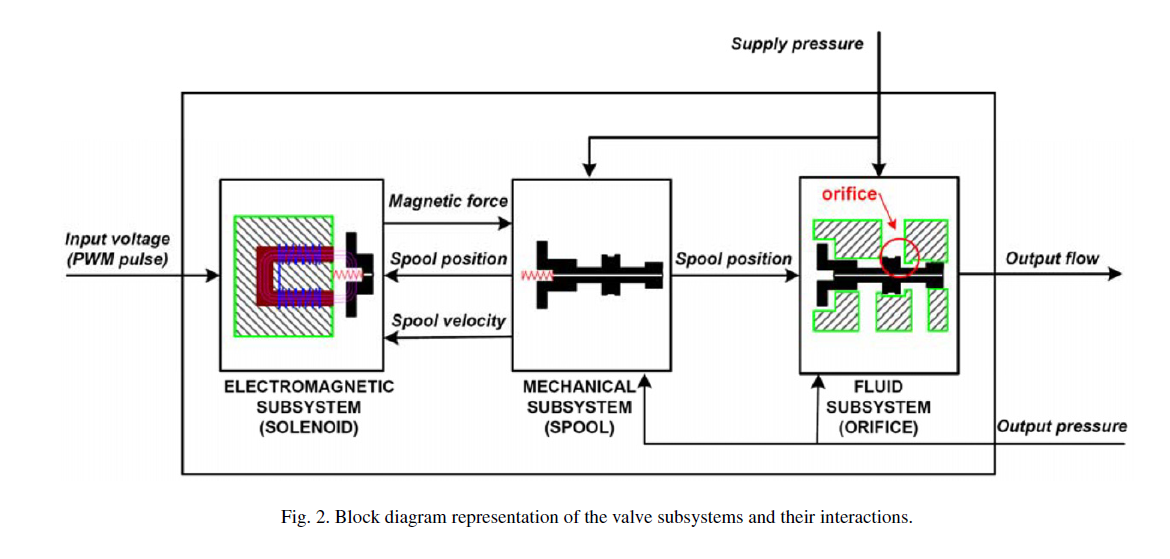 Supply pressure
orifice
Magnetic force
Input voltage
(PWM pulse)
Spool position
Spool position
Output flow
Spool velocity
ELECTROMAGNETIC
SUBSYSTEM
(SOLENOID)
MECHANICAL
SUBSYSTEM
(SPOOL)
FLUID
SUBSYSTEM
(ORIFICE)
Output pressure
Fig. 2. Block diagram representation of the valve subsystems and their interactions.